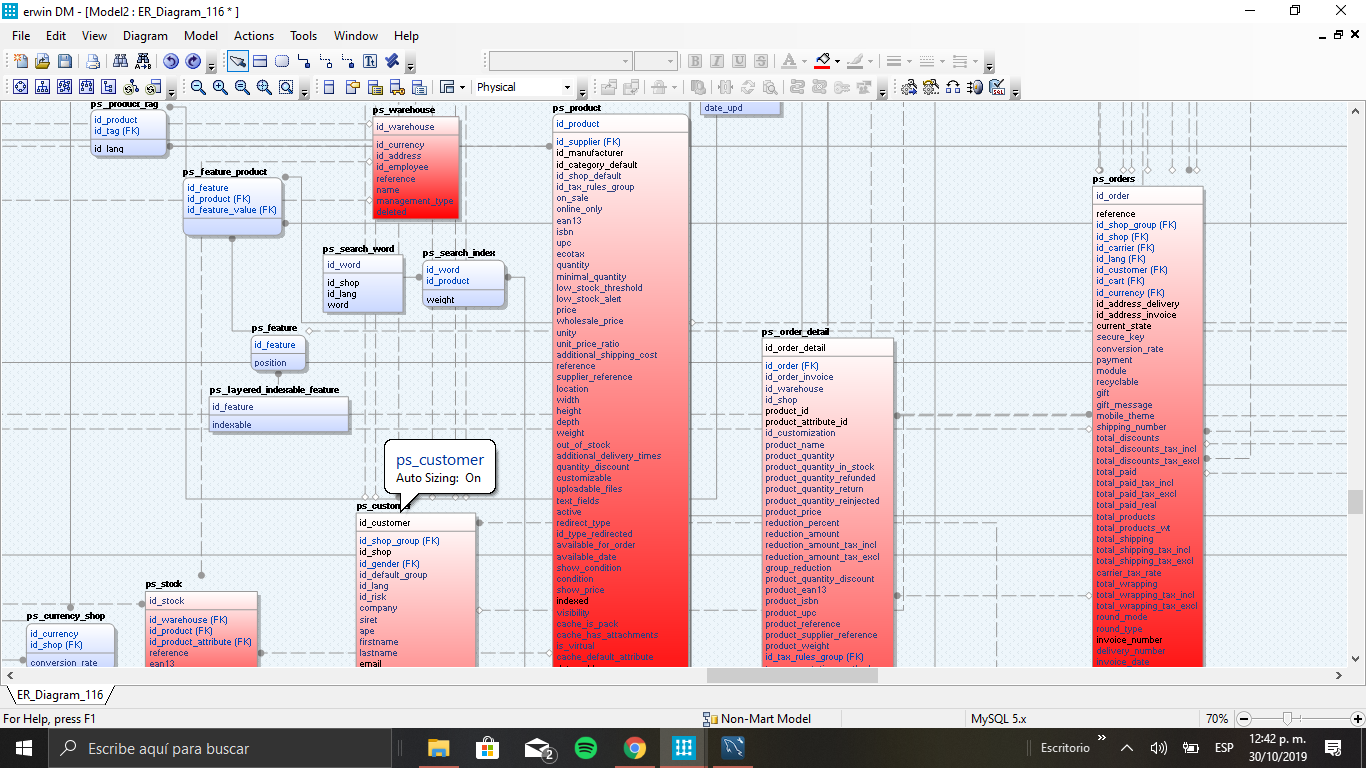 erwin DM - [Model2 : ER_Diagram_116 * ]
File Edit View Diagram Model Actions Tools Window Help
B I U S A
Physical
ps_product_tag
id_product
id_tag (FK)
id_lang
ps_warehouse
id_warehouse
id_currency
id_address
id_employee
reference
name
management_type
deleted
ps_feature_product
id_feature
id_product (FK)
id_feature_value (FK)
ps_search_word
id_word
id_shop
id_lang
word
ps_search_index
id_word
id_product
weight
ps_feature
id_feature
position
ps_layered_indexable_feature
id_feature
indexable
ps_customer
Auto Sizing: On
id_customer
id_shop_group (FK)
id_shop
id_gender (FK)
id_default_group
id_lang
id_risk
company
siret
ape
firstname
lastname
email
ps_stock
id_stock
id_warehouse (FK)
id_product (FK)
id_product_attribute (FK)
reference
ean13
ps_currency_shop
id_currency
id_shop (FK)
conversion_rate
ps_product
id_product
id_supplier (FK)
id_manufacturer
id_category_default
id_shop_default
id_tax_rules_group
on_sale
online_only
ean13
isbn
upc
ecotax
quantity
minimal_quantity
low_stock_threshold
low_stock_alert
price
wholesale_price
unity
unit_price_ratio
additional_shipping_cost
reference
supplier_reference
location
width
height
depth
weight
out_of_stock
additional_delivery_times
quantity_discount
customizable
uploadable_files
text_fields
active
redirect_type
id_type_redirected
available_for_order
available_date
show_condition
condition
show_price
indexed
visibility
cache_is_pack
cache_has_attachments
is_virtual
cache_default_attribute
date_upd
ps_order_detail
id_order_detail
id_order (FK)
id_order_invoice
id_warehouse
id_shop
product_id
product_attribute_id
id_customization
product_name
product_quantity
product_quantity_in_stock
product_quantity_refunded
product_quantity_return
product_quantity_reinjected
product_price
reduction_percent
reduction_amount
reduction_amount_tax_incl
reduction_amount_tax_excl
group_reduction
product_quantity_discount
product_ean13
product_isbn
product_upc
product_reference
product_supplier_reference
product_weight
id_tax_rules_group (FK)
ps_orders
id_order
reference
id_shop_group (FK)
id_shop (FK)
id_carrier (FK)
id_lang (FK)
id_customer (FK)
id_cart (FK)
id_currency (FK)
id_address_delivery
id_address_invoice
current_state
secure_key
conversion_rate
payment
module
recyclable
gift
gift_message
mobile_theme
shipping_number
total_discounts
total_discounts_tax_incl
total_discounts_tax_excl
total_paid
total_paid_tax_incl
total_paid_tax_excl
total_paid_real
total_products
total_products_wt
total_shipping
total_shipping_tax_incl
total_shipping_tax_excl
carrier_tax_rate
total_wrapping
total_wrapping_tax_incl
total_wrapping_tax_excl
round_mode
round_type
invoice_number
delivery_number
invoice_date
ER_Diagram_116
For Help, press F1
Non-Mart Model
MySQL 5.x
70%
Escribe aquí para buscar
2
Escritorio
ESP
12:42 p. m.
30/10/2019